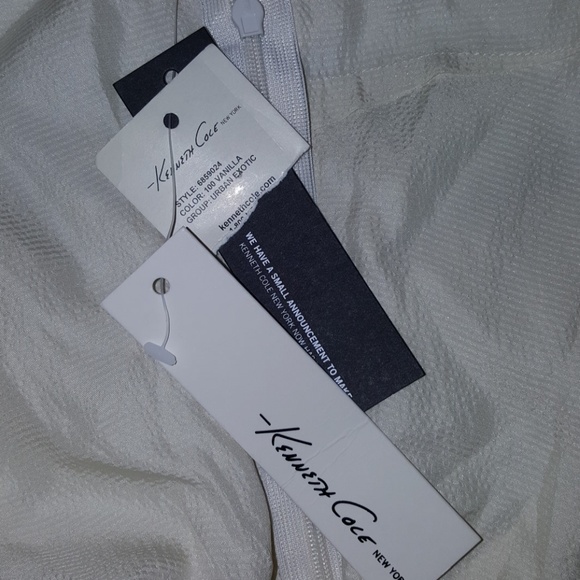 -KENNETH COLE NEW YORK
STYLE: 6859024
COLOR: 100 VANILLA
GROUP: URBAN EXOTIC
kennethcole.com
WE HAVE A SMALL ANNOUNCEMENT TO MAKE
KENNETH COLE NEW YORK NOW
-KENNETH COLE NEW YORK